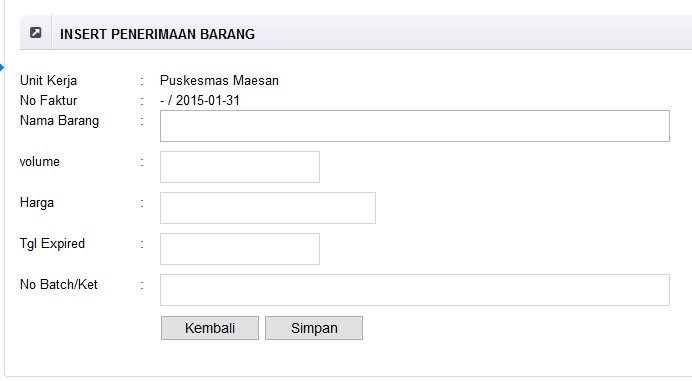 INSERT PENERIMAAN BARANG
Unit Kerja : Puskesmas Maesan
No Faktur : - / 2015-01-31
Nama Barang :
volume :
Harga :
Tgl Expired :
No Batch/Ket :
Kembali Simpan